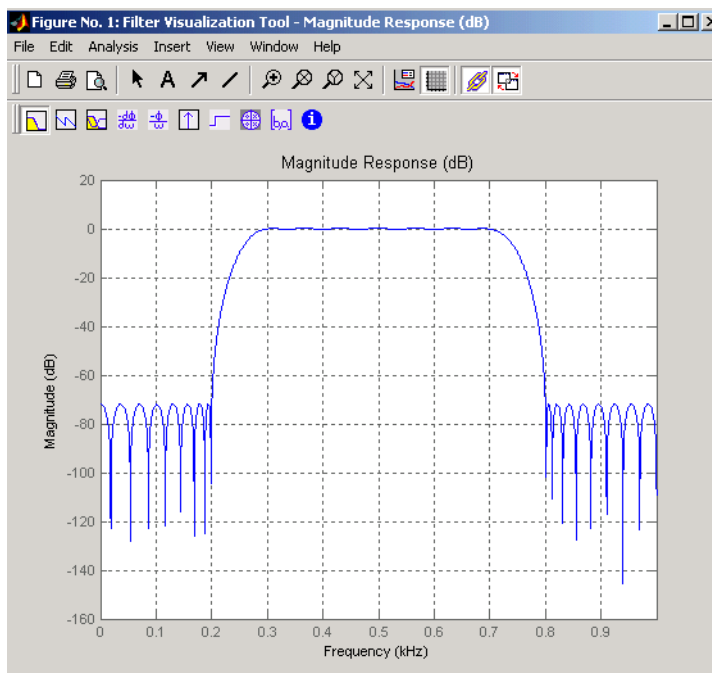 Figure No. 1: Filter Visualization Tool - Magnitude Response (dB)
File Edit Analysis Insert View Window Help
A
[b,a]
i
Magnitude Response (dB)
20
0
-20
-40
-60
-80
-100
-120
-140
-160
Magnitude (dB)
0 0.1 0.2 0.3 0.4 0.5 0.6 0.7 0.8 0.9
Frequency (kHz)